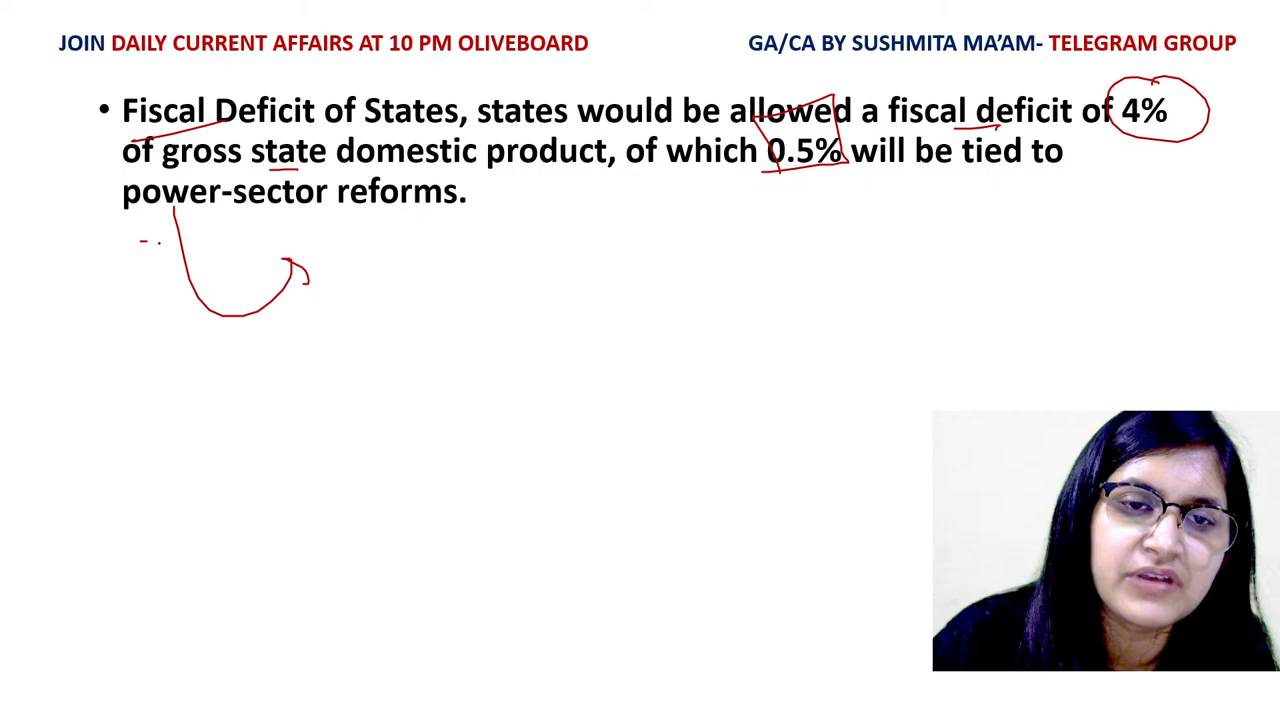 JOIN DAILY CURRENT AFFAIRS AT 10 PM OLIVEBOARD
GA/CA BY SUSHMITA MA’AM- TELEGRAM GROUP
• Fiscal Deficit of States, states would be allowed a fiscal deficit of 4%
of gross state domestic product, of which 0.5% will be tied to
power-sector reforms.